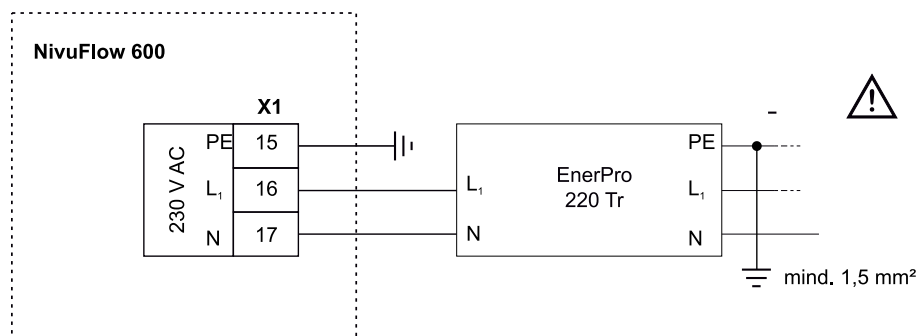 NivuFlow 600
X1
230 V AC
PE 15
L₁ 16
N 17
L₁
N
EnerPro
220 Tr
PE
L₁
N
-
mind. 1,5 mm²